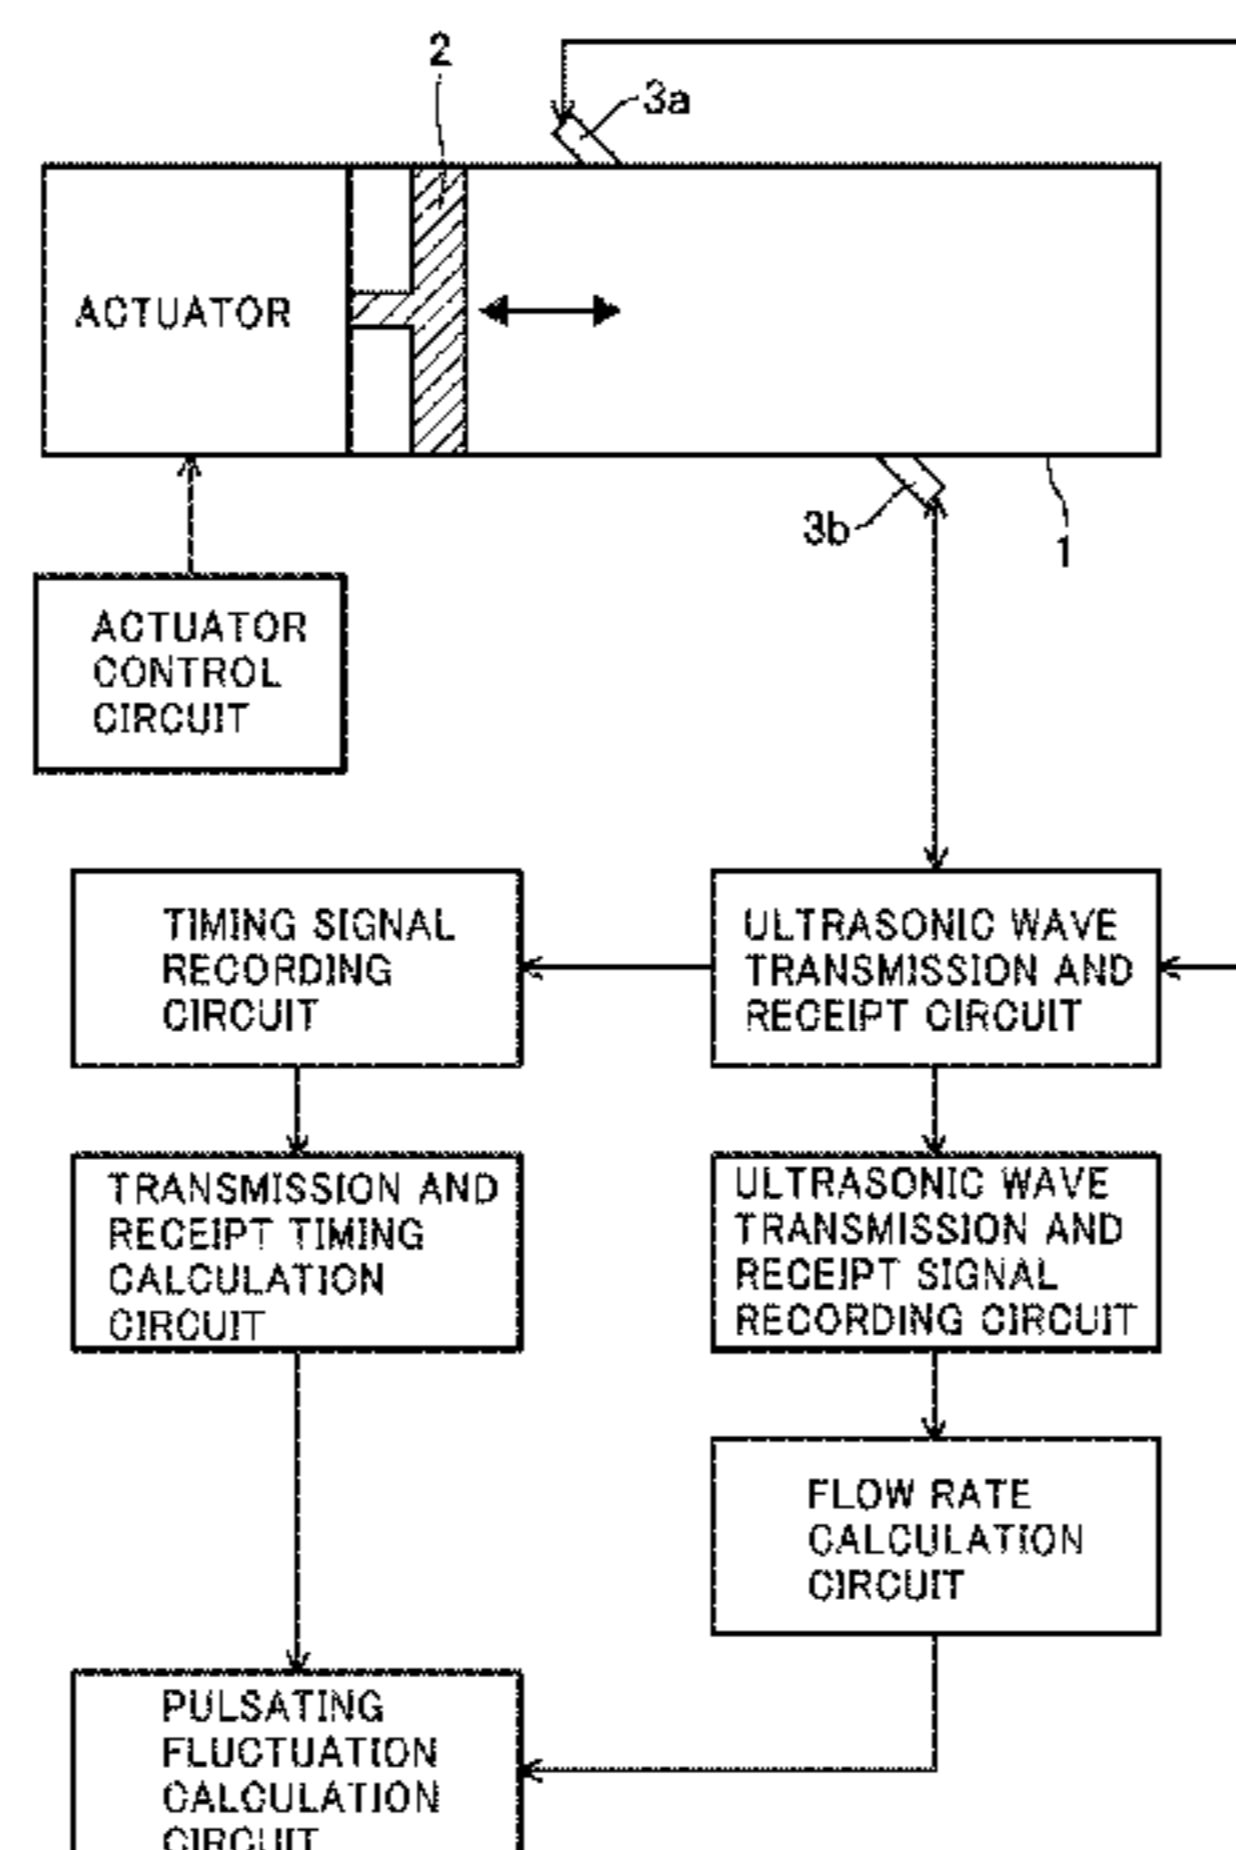 2
3a
ACTUATOR
3b
1
ACTUATOR
CONTROL
CIRCUIT
TIMING SIGNAL
RECORDING
CIRCUIT
ULTRASONIC WAVE
TRANSMISSION AND
RECEIPT CIRCUIT
TRANSMISSION AND
RECEIPT TIMING
CALCULATION
CIRCUIT
ULTRASONIC WAVE
TRANSMISSION AND
RECEIPT SIGNAL
RECORDING CIRCUIT
FLOW RATE
CALCULATION
CIRCUIT
PULSATING
FLUCTUATION
CALCULATION
CIRCUIT